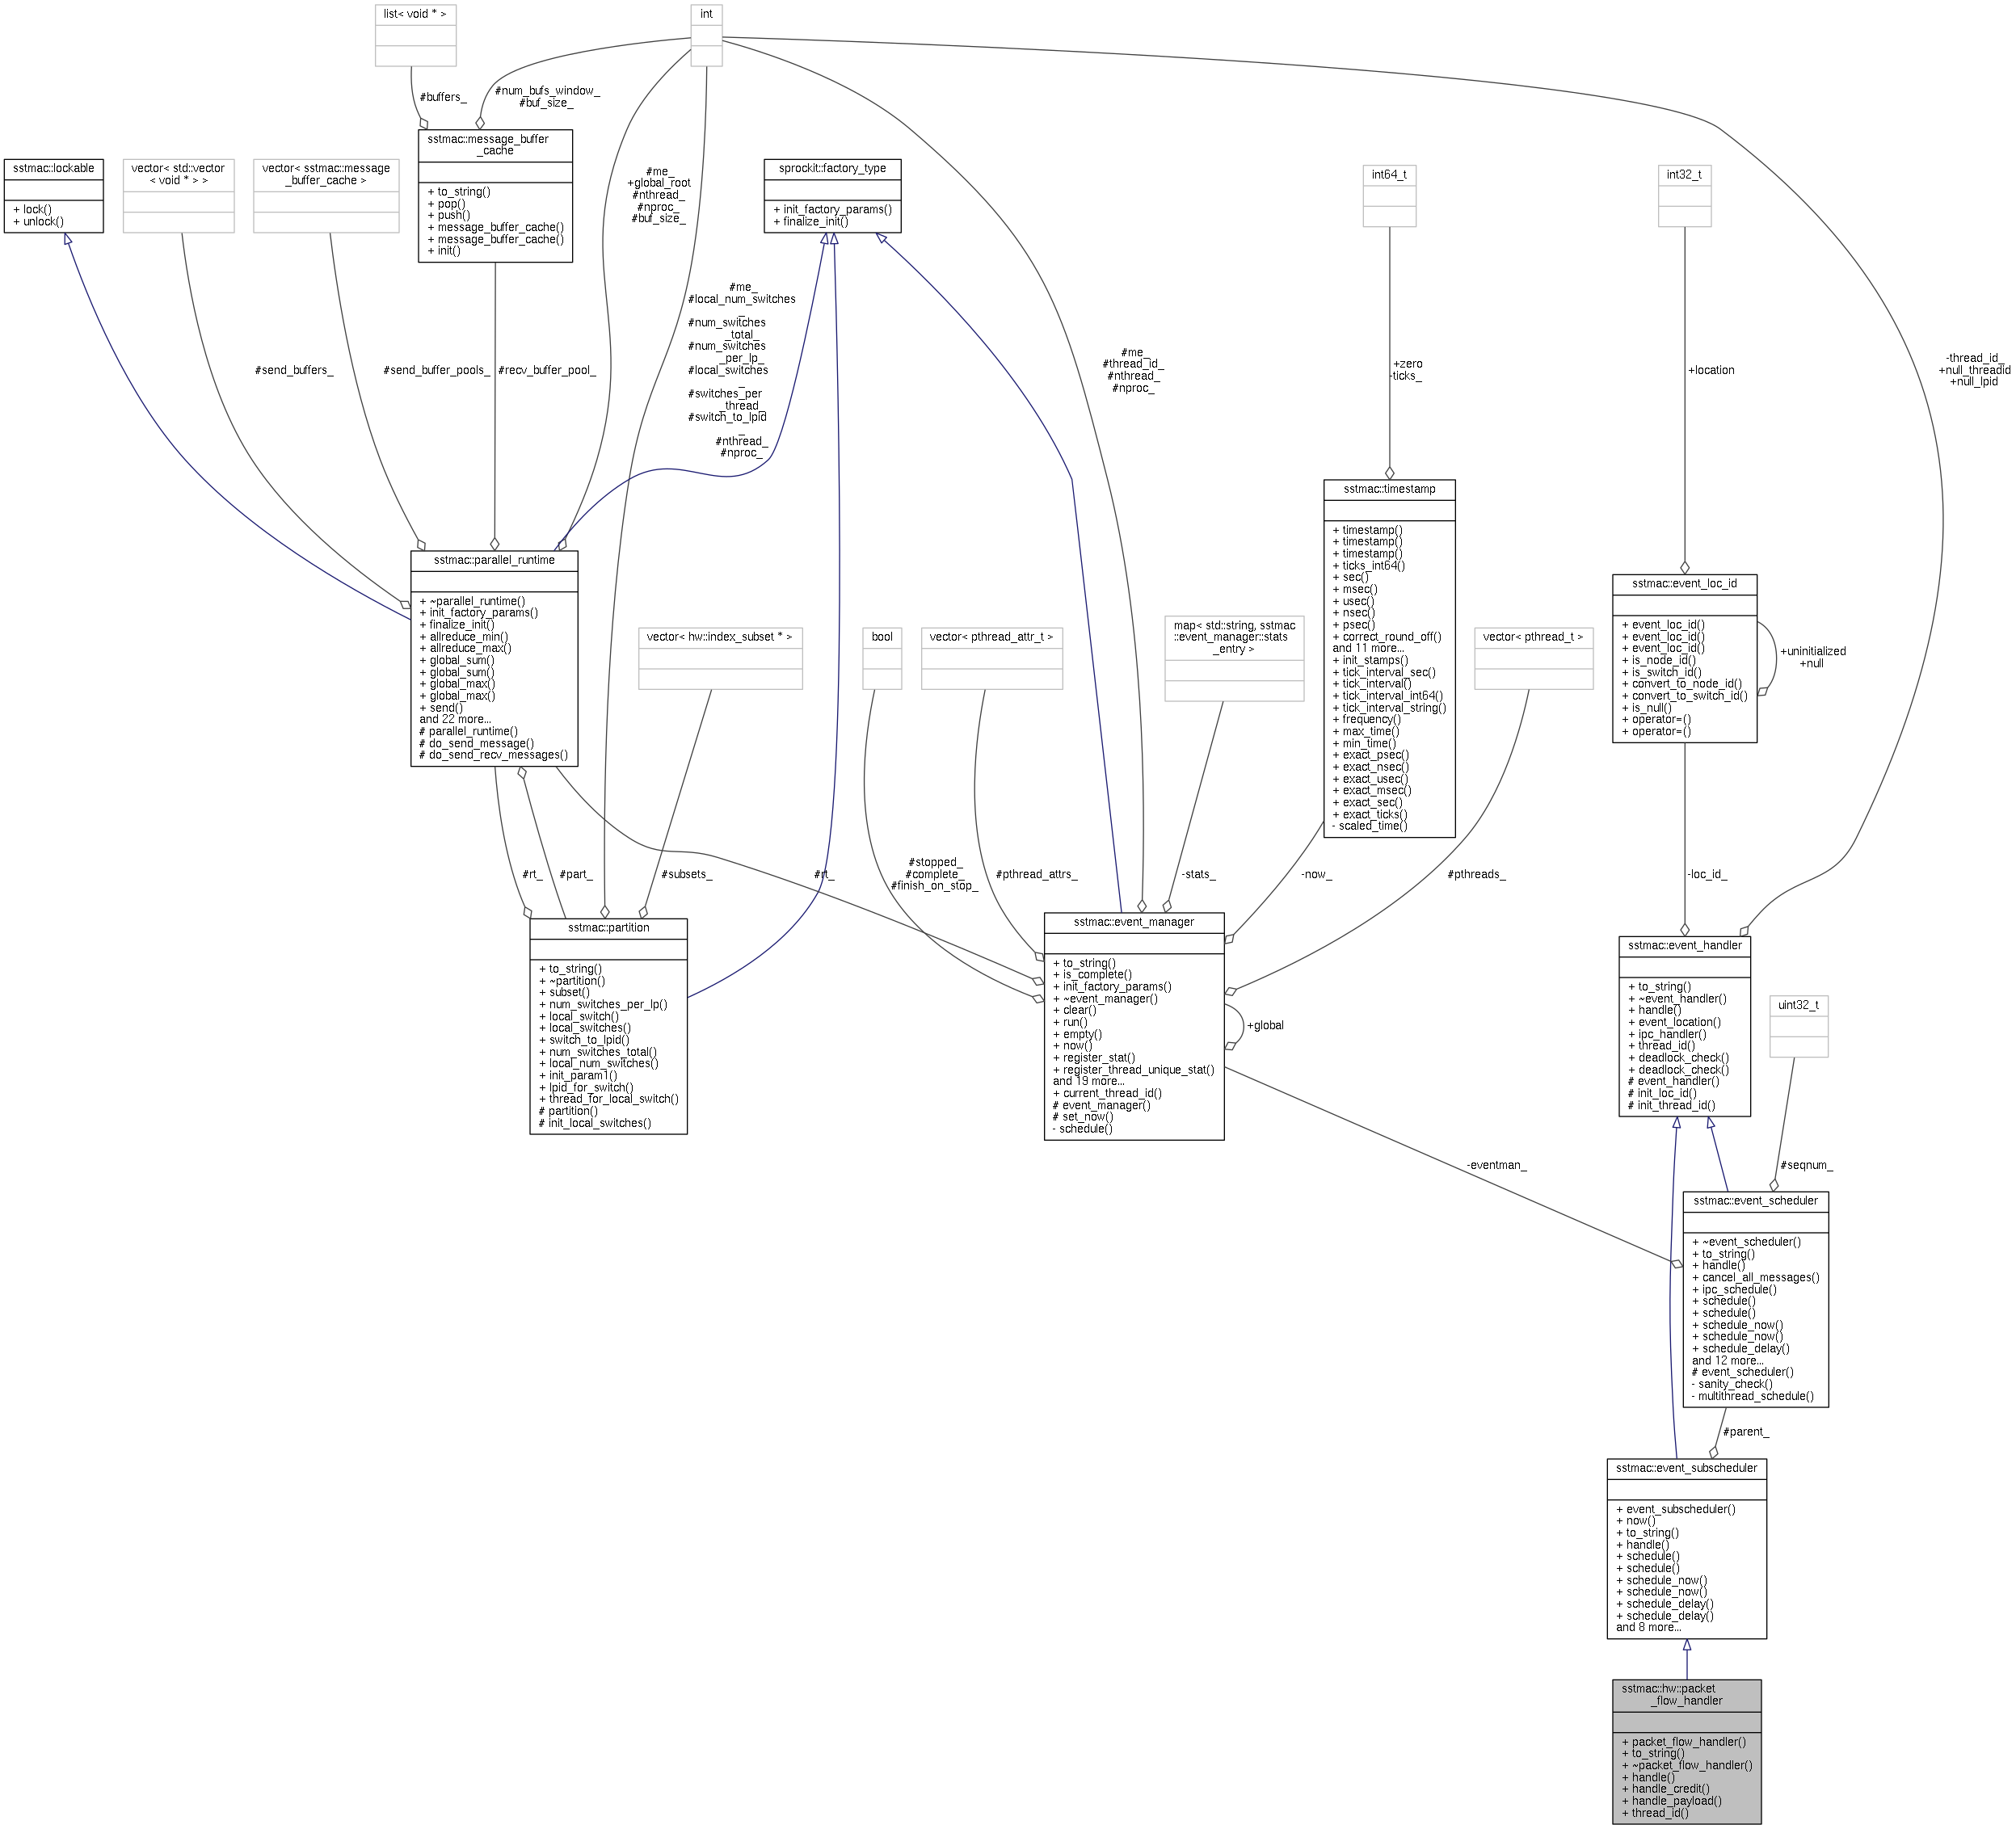 list< void * >
int
#buffers_
#num_bufs_window_
#buf_size_
sstmac::message_buffer
_cache
+ to_string()
+ pop()
+ push()
+ message_buffer_cache()
+ message_buffer_cache()
+ init()
sstmac::lockable
+ lock()
+ unlock()
vector< std::vector
< void * > >
vector< sstmac::message
_buffer_cache >
#me_
+global_root
#nthread_
#nproc_
#buf_size_
sprockit::factory_type
+ init_factory_params()
+ finalize_init()
int64_t
int32_t
#send_buffers_
#send_buffer_pools_
#recv_buffer_pool_
#me_
#local_num_switches
_
#num_switches
_total_
#num_switches
_per_lp_
#local_switches
_
#switches_per
_thread_
#switch_to_lpid
_
#nthread_
#nproc_
#me_
#thread_id_
#nthread_
#nproc_
+zero
-ticks_
+location
-thread_id_
+null_threadid
+null_lpid
sstmac::parallel_runtime
+ ~parallel_runtime()
+ init_factory_params()
+ finalize_init()
+ allreduce_min()
+ allreduce_max()
+ global_sum()
+ global_sum()
+ global_max()
+ global_max()
+ send()
and 22 more...
# parallel_runtime()
# do_send_message()
# do_send_recv_messages()
vector< hw::index_subset * >
bool
vector< pthread_attr_t >
map< std::string, sstmac
::event_manager::stats
_entry >
sstmac::timestamp
+ timestamp()
+ timestamp()
+ timestamp()
+ ticks_int64()
+ sec()
+ msec()
+ usec()
+ nsec()
+ psec()
+ correct_round_off()
and 11 more...
+ init_stamps()
+ tick_interval_sec()
+ tick_interval()
+ tick_interval_int64()
+ tick_interval_string()
+ frequency()
+ max_time()
+ min_time()
+ exact_psec()
+ exact_nsec()
+ exact_usec()
+ exact_msec()
+ exact_sec()
+ exact_ticks()
- scaled_time()
vector< pthread_t >
sstmac::event_loc_id
+ event_loc_id()
+ event_loc_id()
+ event_loc_id()
+ is_node_id()
+ is_switch_id()
+ convert_to_node_id()
+ convert_to_switch_id()
+ is_null()
+ operator=()
+ operator=()
+uninitialized
+null
#rt_
#part_
#subsets_
#rt_
#stopped_
#complete_
#finish_on_stop_
#pthread_attrs_
-stats_
-now_
#pthreads_
-loc_id_
sstmac::partition
+ to_string()
+ ~partition()
+ subset()
+ num_switches_per_lp()
+ local_switch()
+ local_switches()
+ switch_to_lpid()
+ num_switches_total()
+ local_num_switches()
+ init_param1()
+ lpid_for_switch()
+ thread_for_local_switch()
# partition()
# init_local_switches()
sstmac::event_manager
+ to_string()
+ is_complete()
+ init_factory_params()
+ ~event_manager()
+ clear()
+ run()
+ empty()
+ now()
+ register_stat()
+ register_thread_unique_stat()
and 19 more...
+ current_thread_id()
# event_manager()
# set_now()
- schedule()
+global
sstmac::event_handler
+ to_string()
+ ~event_handler()
+ handle()
+ event_location()
+ ipc_handler()
+ thread_id()
+ deadlock_check()
+ deadlock_check()
# event_handler()
# init_loc_id()
# init_thread_id()
uint32_t
-eventman_
#seqnum_
sstmac::event_scheduler
+ ~event_scheduler()
+ to_string()
+ handle()
+ cancel_all_messages()
+ ipc_schedule()
+ schedule()
+ schedule()
+ schedule_now()
+ schedule_now()
+ schedule_delay()
and 12 more...
# event_scheduler()
- sanity_check()
- multithread_schedule()
#parent_
sstmac::event_subscheduler
+ event_subscheduler()
+ now()
+ to_string()
+ handle()
+ schedule()
+ schedule()
+ schedule_now()
+ schedule_now()
+ schedule_delay()
+ schedule_delay()
and 8 more...
sstmac::hw::packet
_flow_handler
+ packet_flow_handler()
+ to_string()
+ ~packet_flow_handler()
+ handle()
+ handle_credit()
+ handle_payload()
+ thread_id()